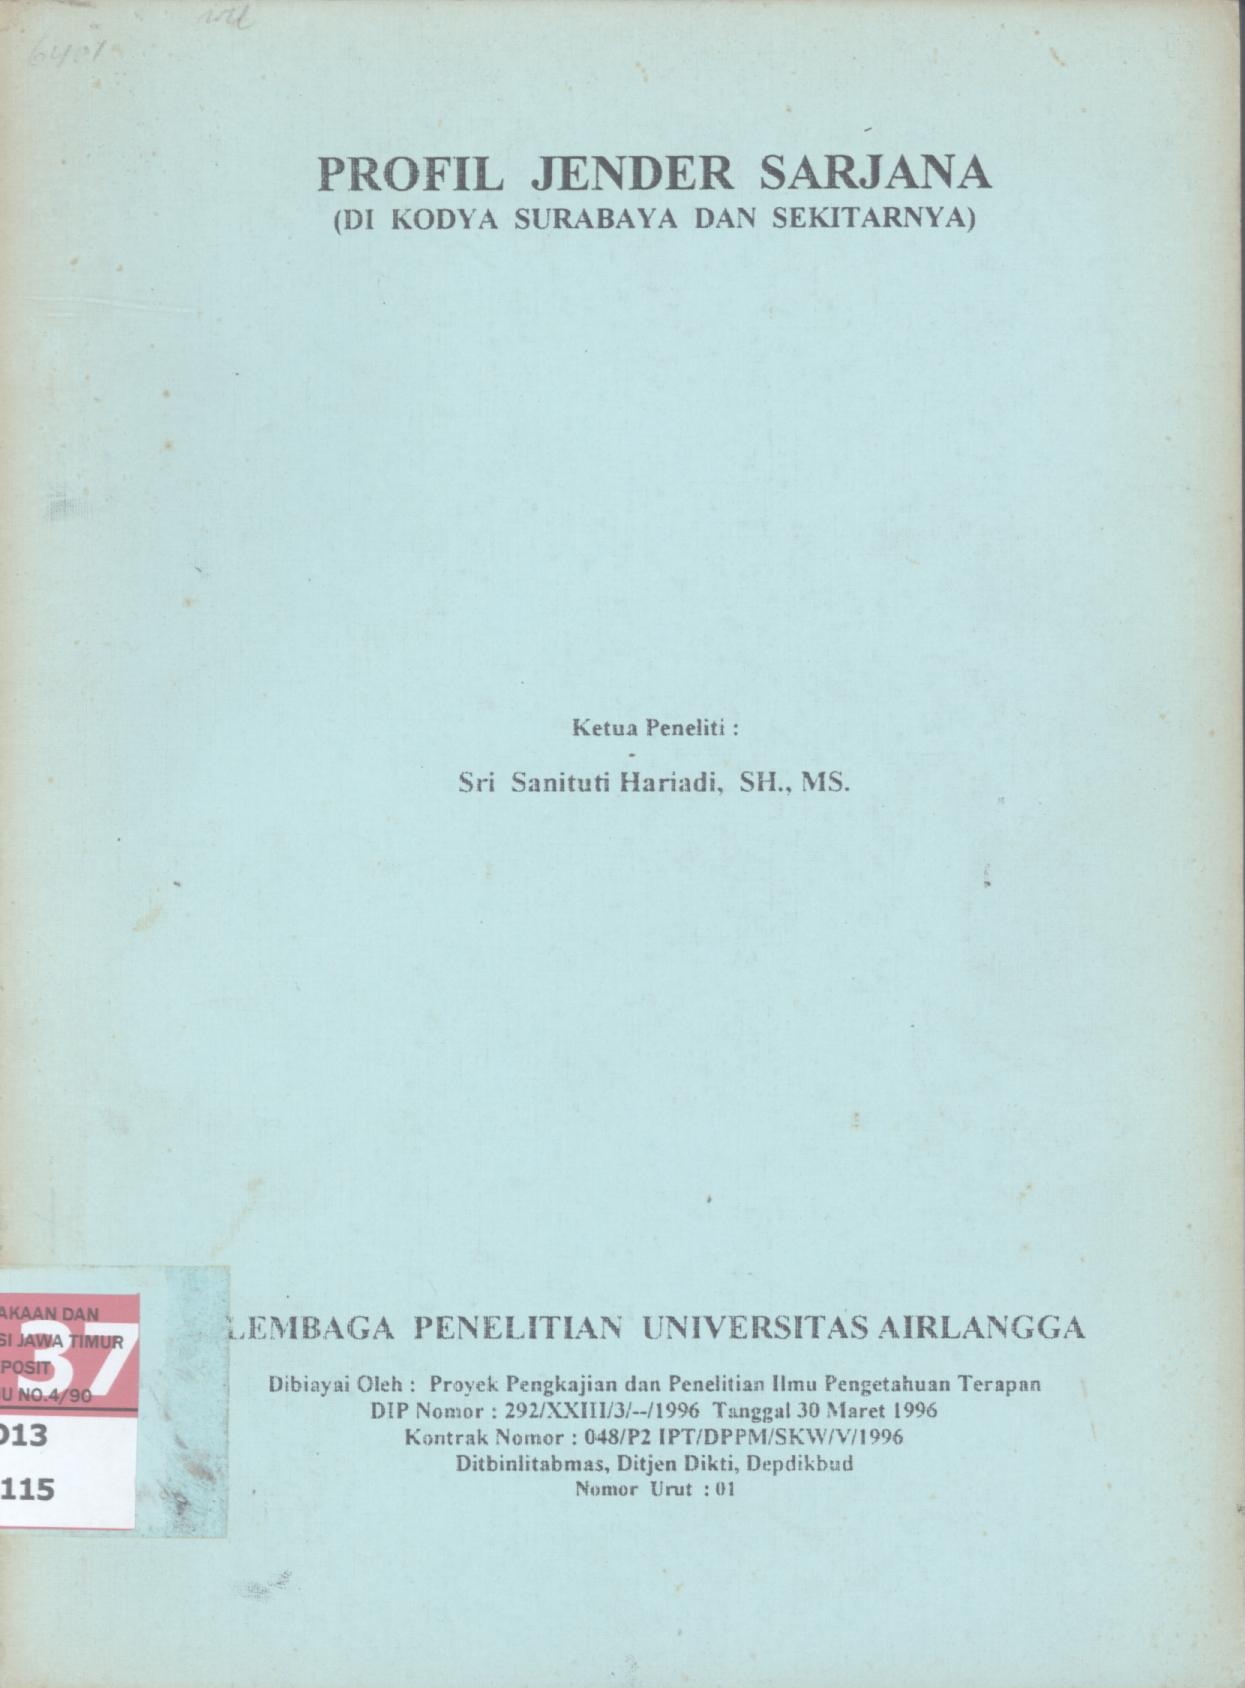 6401
PROFIL JENDER SARJANA
(DI KODYA SURABAYA DAN SEKITARNYA)
Ketua Peneliti :
Sri Sanituti Hariadi, SH., MS.
LEMBAGA PENELITIAN UNIVERSITAS AIRLANGGA
Dibiayai Oleh : Proyek Pengkajian dan Penelitian Ilmu Pengetahuan Terapan
DIP Nomor : 292/XXIII/3/--/1996 Tanggal 30 Maret 1996
Kontrak Nomor : 048/P2 IPT/DPPM/SKW/V/1996
Ditbinlitabmas, Ditjen Dikti, Depdikbud
Nomor Urut : 01
AKAAN DAN
SI JAWA TIMUR
POSIT
U NO.4/90
37
013
115